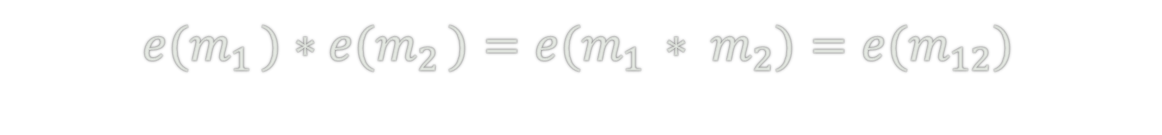 e(m₁) * e(m₂) = e(m₁ * m₂) = e(m₁₂)